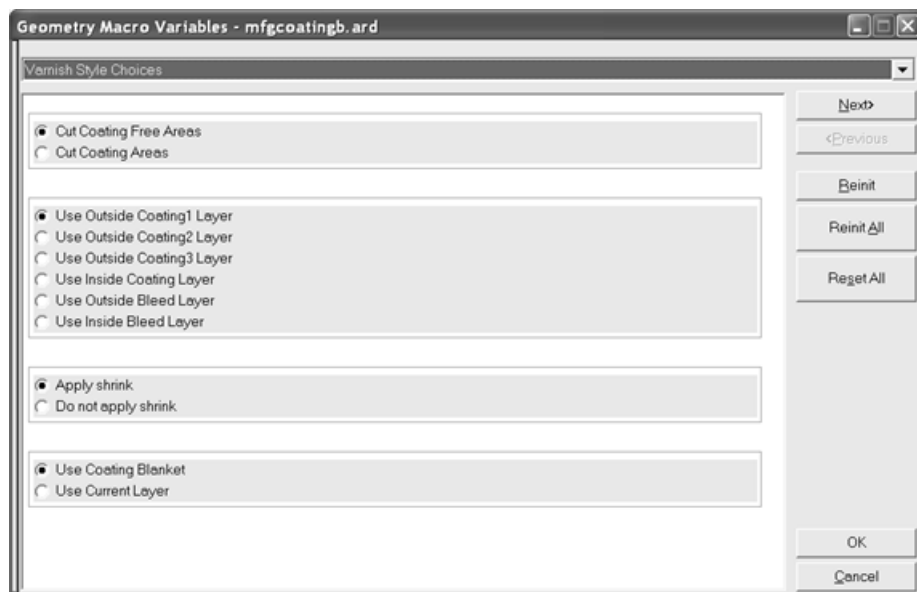 Geometry Macro Variables - mfgcoatingb.ard
Varnish Style Choices
Next>
<Previous
Cut Coating Free Areas
Cut Coating Areas
Reinit
Use Outside Coating1 Layer
Use Outside Coating2 Layer
Use Outside Coating3 Layer
Use Inside Coating Layer
Use Outside Bleed Layer
Use Inside Bleed Layer
Reinit All
Reset All
Apply shrink
Do not apply shrink
Use Coating Blanket
Use Current Layer
OK
Cancel